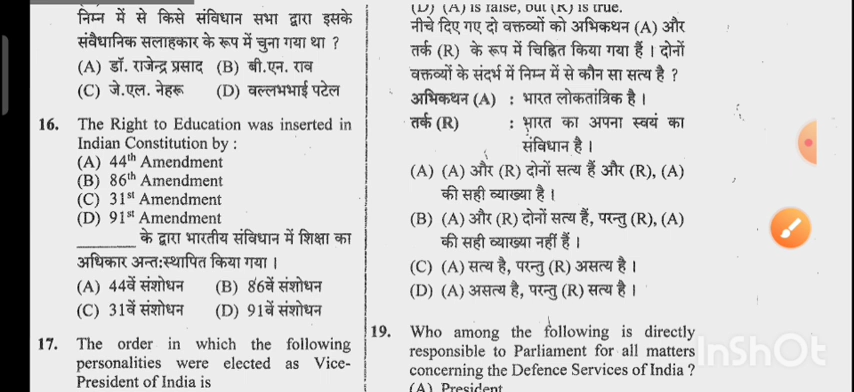 निम्न में से किसे संविधान सभा द्वारा इसके
संवैधानिक सलाहकार के रूप में चुना गया था ?
(A) डॉ. राजेन्द्र प्रसाद (B) बी.एन. राव
(C) जे.एल. नेहरू (D) वल्लभभाई पटेल
16. The Right to Education was inserted in
Indian Constitution by :
(A) 44th Amendment
(B) 86th Amendment
(C) 31st Amendment
(D) 91st Amendment
________ के द्वारा भारतीय संविधान में शिक्षा का
अधिकार अन्त:स्थापित किया गया ।
(A) 44वें संशोधन (B) 86वें संशोधन
(C) 31वें संशोधन (D) 91वें संशोधन
17. The order in which the following
personalities were elected as Vice-
President of India is
(D) (A) is false, but (R) is true.
नीचे दिए गए दो वक्तव्यों को अभिकथन (A) और
तर्क (R) के रूप में चिह्नित किया गया हैं । दोनों
वक्तव्यों के संदर्भ में निम्न में से कौन सा सत्य है ?
अभिकथन (A) : भारत लोकतांत्रिक है ।
तर्क (R) : भारत का अपना स्वयं का
संविधान है ।
(A) (A) और (R) दोनों सत्य हैं और (R), (A)
की सही व्याख्या है ।
(B) (A) और (R) दोनों सत्य हैं, परन्तु (R), (A)
की सही व्याख्या नहीं हैं ।
(C) (A) सत्य है, परन्तु (R) असत्य है ।
(D) (A) असत्य है, परन्तु (R) सत्य है ।
19. Who among the following is directly
responsible to Parliament for all matters
concerning the Defence Services of India ?
(A) President
InShOt